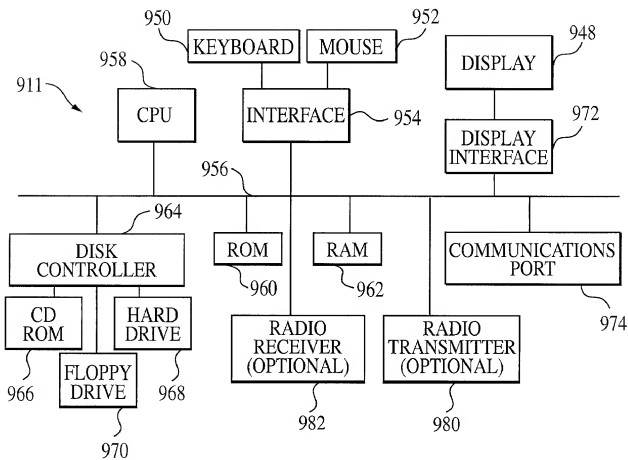 950
KEYBOARD
MOUSE
952
958
911
CPU
INTERFACE
954
DISPLAY
948
972
DISPLAY
INTERFACE
956
964
DISK
CONTROLLER
ROM
960
RAM
962
COMMUNICATIONS
PORT
974
CD
ROM
966
HARD
DRIVE
968
FLOPPY
DRIVE
970
RADIO
RECEIVER
(OPTIONAL)
982
RADIO
TRANSMITTER
(OPTIONAL)
980